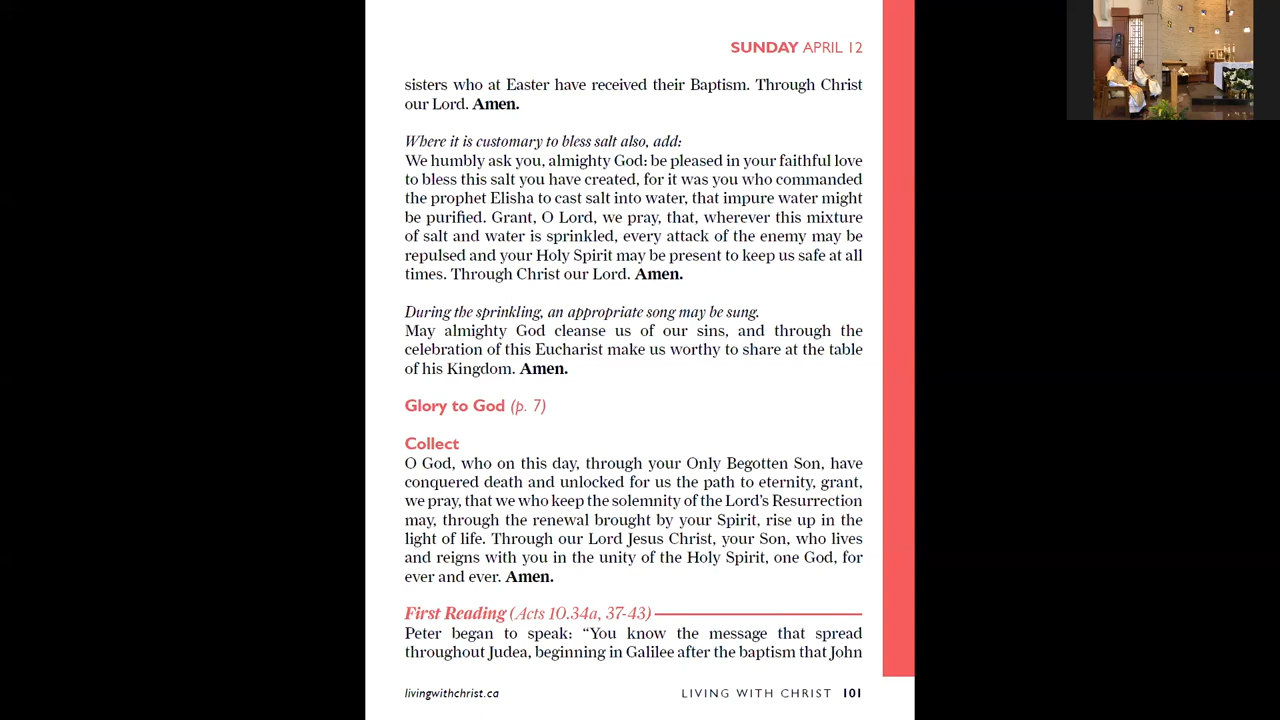 SUNDAY APRIL 12
sisters who at Easter have received their Baptism. Through Christ
our Lord. Amen.
Where it is customary to bless salt also, add:
We humbly ask you, almighty God: be pleased in your faithful love
to bless this salt you have created, for it was you who commanded
the prophet Elisha to cast salt into water, that impure water might
be purified. Grant, O Lord, we pray, that, wherever this mixture
of salt and water is sprinkled, every attack of the enemy may be
repulsed and your Holy Spirit may be present to keep us safe at all
times. Through Christ our Lord. Amen.
During the sprinkling, an appropriate song may be sung.
May almighty God cleanse us of our sins, and through the
celebration of this Eucharist make us worthy to share at the table
of his Kingdom. Amen.
Glory to God (p. 7)
Collect
O God, who on this day, through your Only Begotten Son, have
conquered death and unlocked for us the path to eternity, grant,
we pray, that we who keep the solemnity of the Lord's Resurrection
may, through the renewal brought by your Spirit, rise up in the
light of life. Through our Lord Jesus Christ, your Son, who lives
and reigns with you in the unity of the Holy Spirit, one God, for
ever and ever. Amen.
First Reading (Acts 10.34a, 37-43)
Peter began to speak: “You know the message that spread
throughout Judea, beginning in Galilee after the baptism that John
livingwithchrist.ca
LIVING WITH CHRIST 101